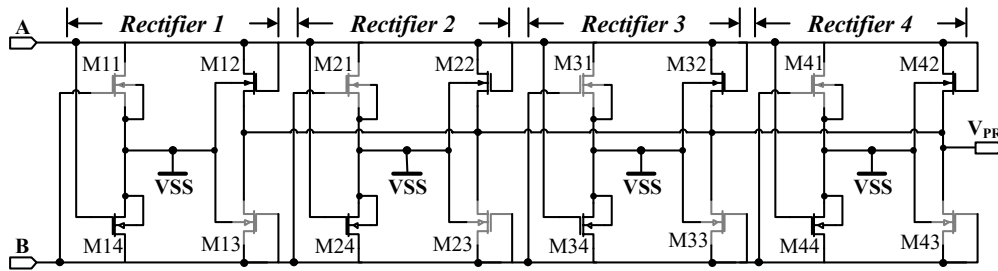 Rectifier 1 Rectifier 2 Rectifier 3 Rectifier 4
A
M11 M12 M21 M22 M31 M32 M41 M42
VSS VSS VSS VSS VPR
M14 M13 M24 M23 M34 M33 M44 M43
B